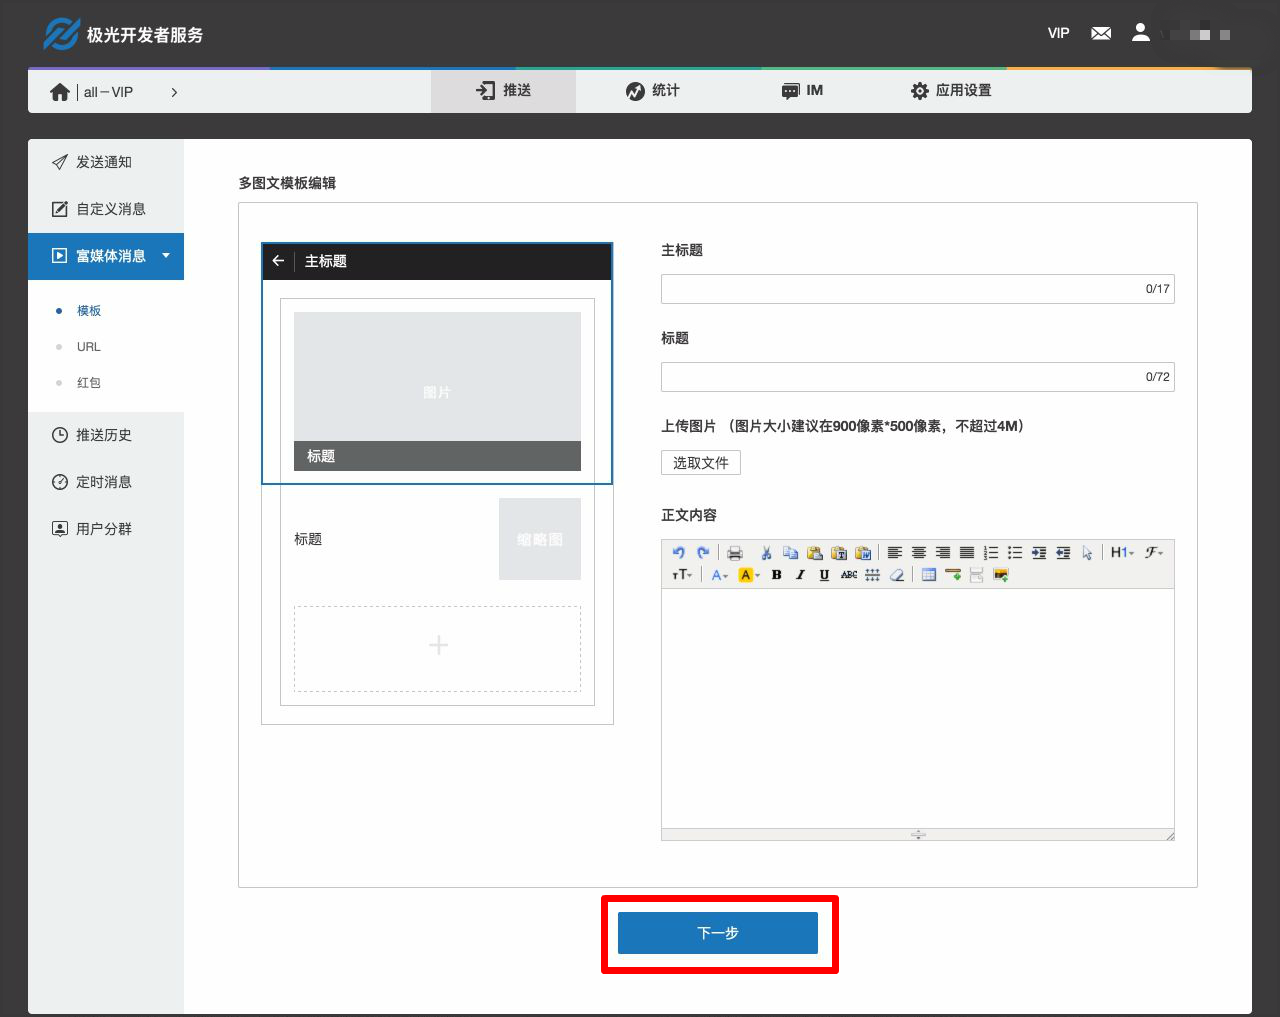 极光开发者服务
VIP
all－VIP
推送
统计
IM
应用设置
发送通知
自定义消息
富媒体消息
模板
URL
红包
推送历史
定时消息
用户分群
多图文模板编辑
主标题
图片
标题
标题
缩略图
主标题
0/17
标题
0/72
上传图片 （图片大小建议在900像素*500像素，不超过4M）
选取文件
正文内容
H1
ℱ
тT
A
A
B
I
U
ABC
下一步